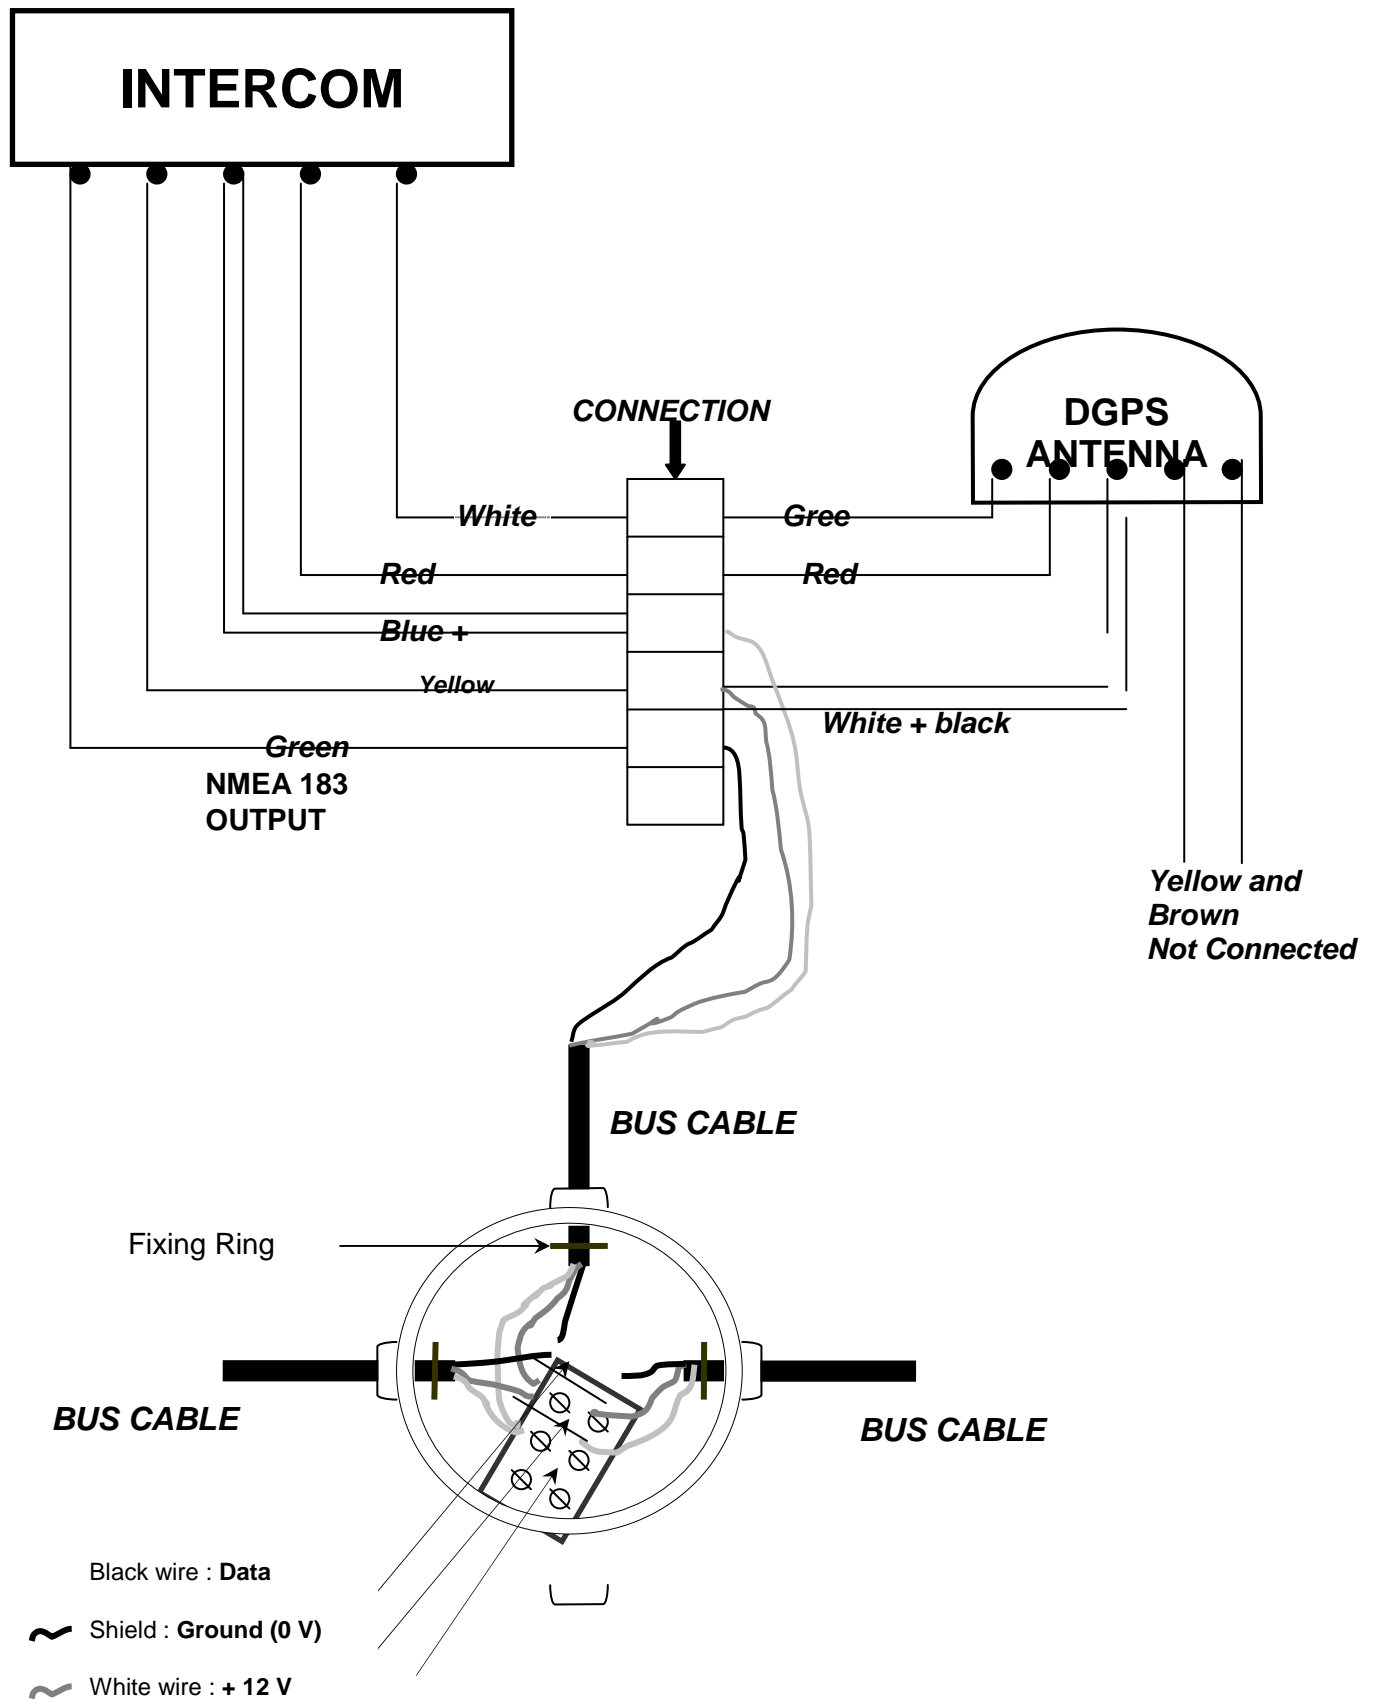 INTERCOM
CONNECTION
DGPS
ANTENNA
White
Gree
Red
Red
Blue +
Yellow
White + black
Green
NMEA 183
OUTPUT
Yellow and
Brown
Not Connected
BUS CABLE
Fixing Ring
BUS CABLE
BUS CABLE
Black wire : Data
Shield : Ground (0 V)
White wire : + 12 V